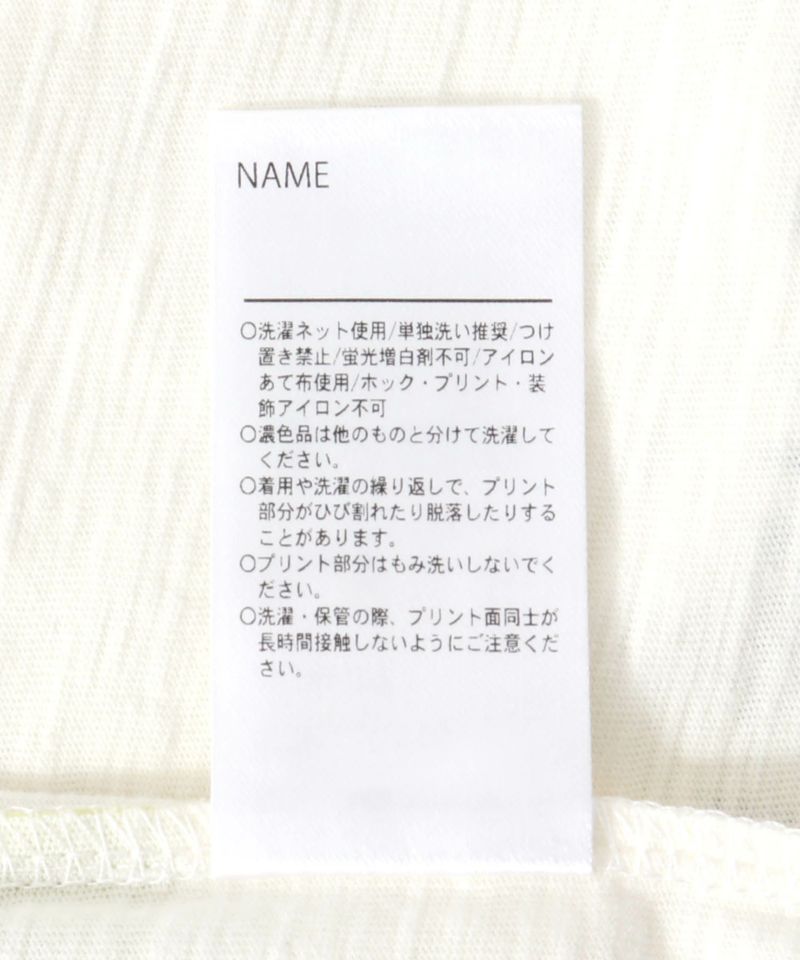 NAME
○洗濯ネット使用/単独洗い推奨/つけ
置き禁止/蛍光増白剤不可/アイロン
あて布使用/ホック・プリント・装
飾アイロン不可
○濃色品は他のものと分けて洗濯して
ください。
○着用や洗濯の繰り返しで、プリント
部分がひび割れたり脱落したりする
ことがあります。
○プリント部分はもみ洗いしないでく
ださい。
○洗濯・保管の際、プリント面同士が
長時間接触しないようにご注意くだ
さい。